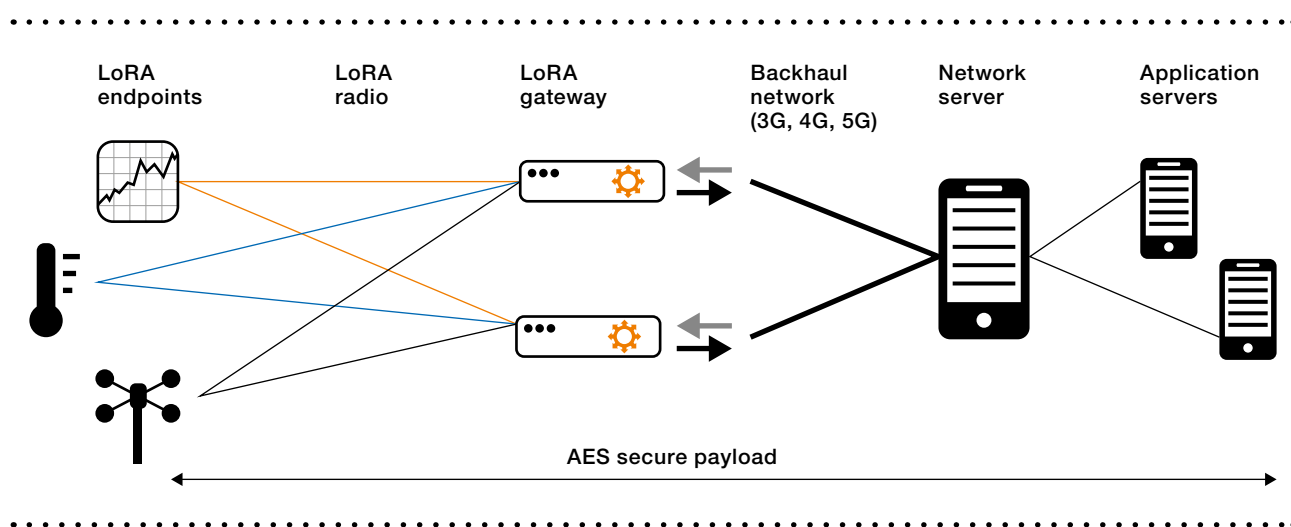 LoRA
endpoints
LoRA
radio
LoRA
gateway
Backhaul
network
(3G, 4G, 5G)
Network
server
Application
servers
AES secure payload